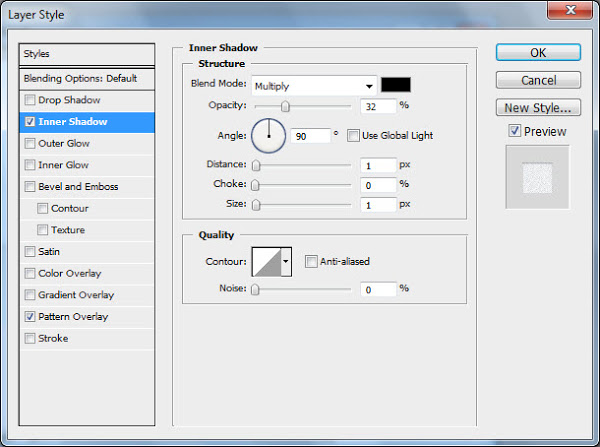 Layer Style
Styles
Blending Options: Default
Drop Shadow
Inner Shadow
Outer Glow
Inner Glow
Bevel and Emboss
Contour
Texture
Satin
Color Overlay
Gradient Overlay
Pattern Overlay
Stroke
Inner Shadow
Structure
Blend Mode: Multiply
Opacity: 32 %
Angle: 90 ° Use Global Light
Distance: 1 px
Choke: 0 %
Size: 1 px
Quality
Contour: Anti-aliased
Noise: 0 %
OK
Cancel
New Style...
Preview